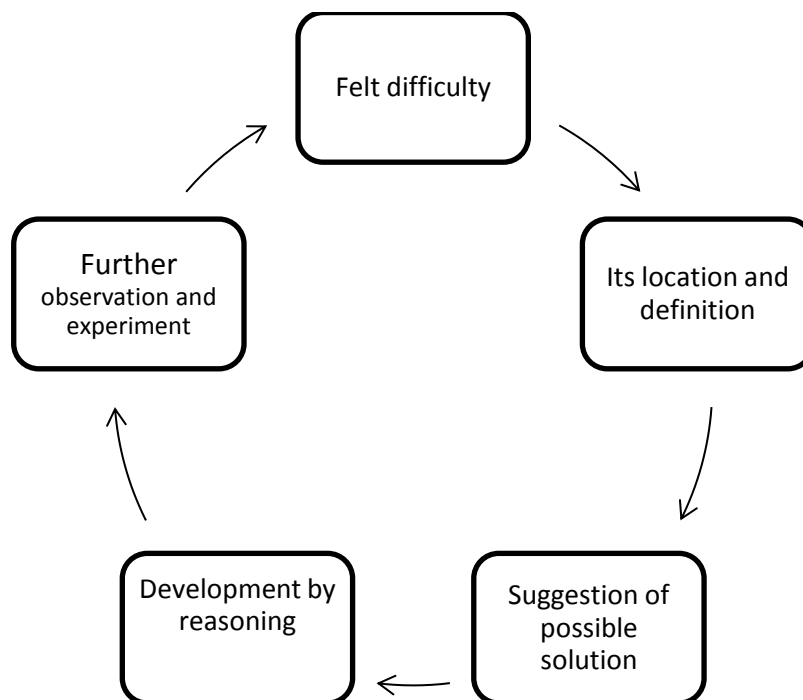 Felt difficulty
Its location and
definition
Suggestion of
possible
solution
Development by
reasoning
Further
observation and
experiment